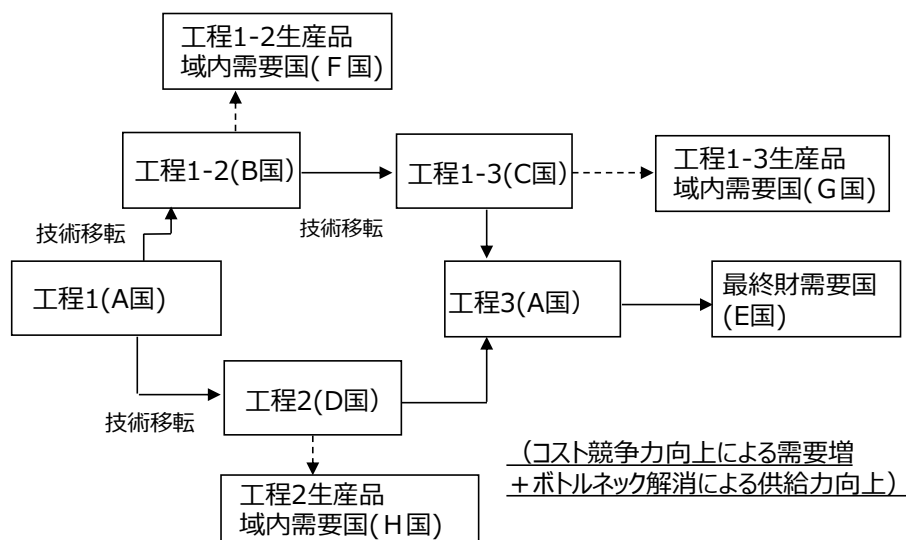 工程1-2生産品
域内需要国(Ｆ国)
工程1-2(B国)
工程1-3(C国)
工程1-3生産品
域内需要国(Ｇ国)
技術移転
技術移転
工程1(A国)
工程3(A国）
最終財需要国
(E国)
工程2(D国）
技術移転
（コスト競争力向上による需要増
＋ボトルネック解消による供給力向上）
工程2生産品
域内需要国(Ｈ国)